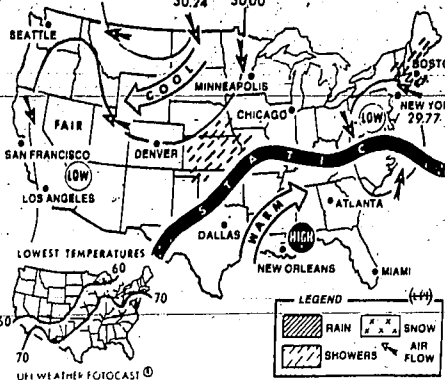 30.24 30.00
SEATTLE
COOL
MINNEAPOLIS
BOSTON
NEW YORK
29.77
CHICAGO
LOW
FAIR
SAN FRANCISCO
DENVER
LOW
LOS ANGELES
STATIC
ATLANTA
DALLAS
WARM
HIGH
NEW ORLEANS
MIAMI
LOWEST TEMPERATURES
60
70
60
70
LEGEND
RAIN
SNOW
SHOWERS
AIR
FLOW
UPI WEATHER FOTOCAST